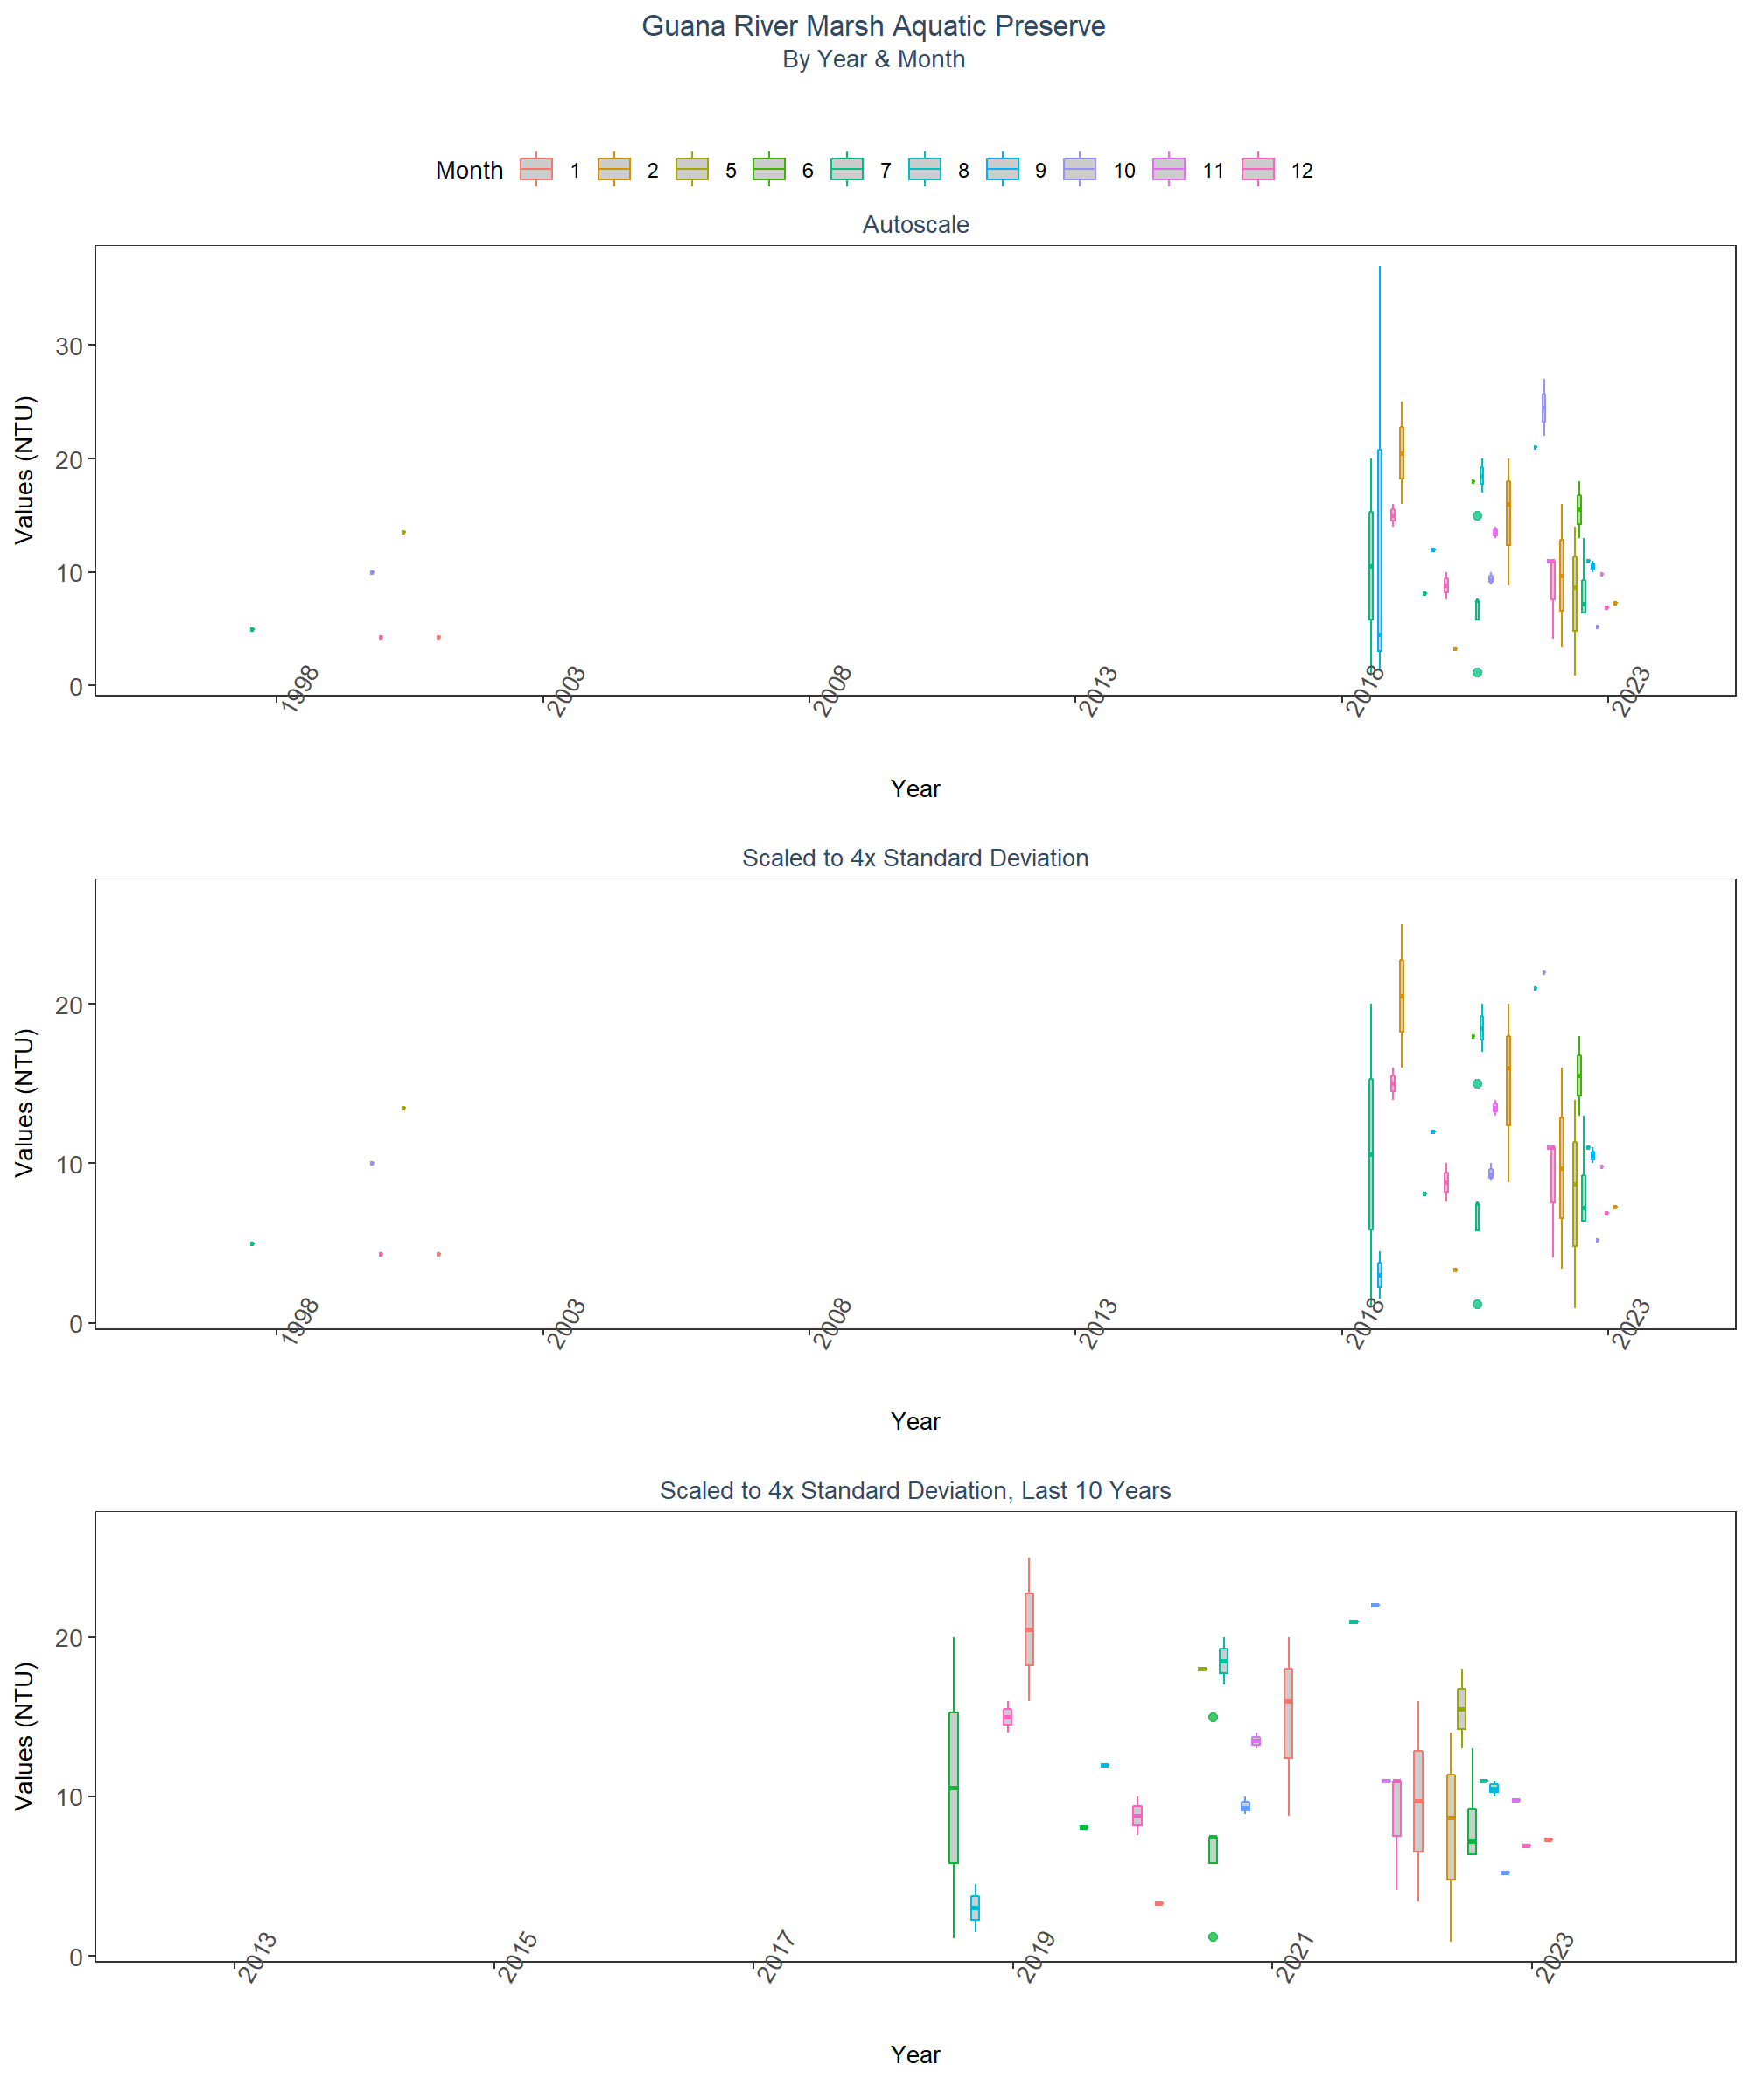 Guana River Marsh Aquatic Preserve
By Year & Month
Month 1 2 5 6 7 8 9 10 11 12
Autoscale
Values (NTU)
30
20
10
0
1998 2003 2008 2013 2018 2023
Year
Scaled to 4x Standard Deviation
Values (NTU)
20
10
0
1998 2003 2008 2013 2018 2023
Year
Scaled to 4x Standard Deviation, Last 10 Years
Values (NTU)
20
10
0
2013 2015 2017 2019 2021 2023
Year